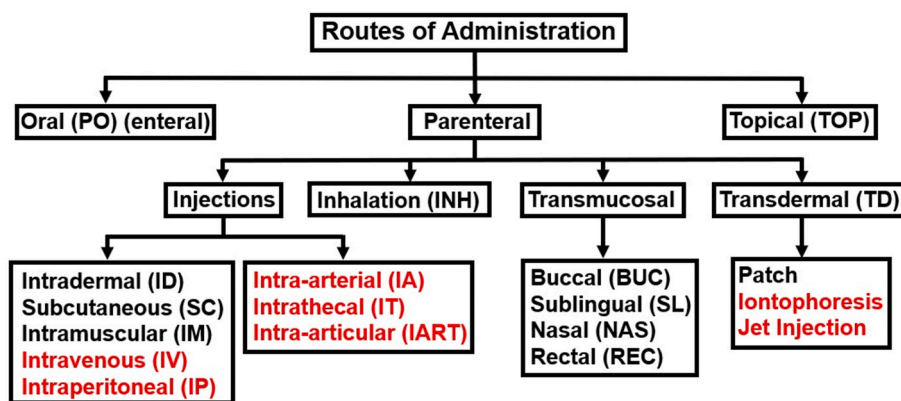 Routes of Administration
Oral (PO) (enteral)
Parenteral
Topical (TOP)
Injections
Inhalation (INH)
Transmucosal
Transdermal (TD)
Intradermal (ID)
Subcutaneous (SC)
Intramuscular (IM)
Intravenous (IV)
Intraperitoneal (IP)
Intra-arterial (IA)
Intrathecal (IT)
Intra-articular (IART)
Buccal (BUC)
Sublingual (SL)
Nasal (NAS)
Rectal (REC)
Patch
Iontophoresis
Jet Injection